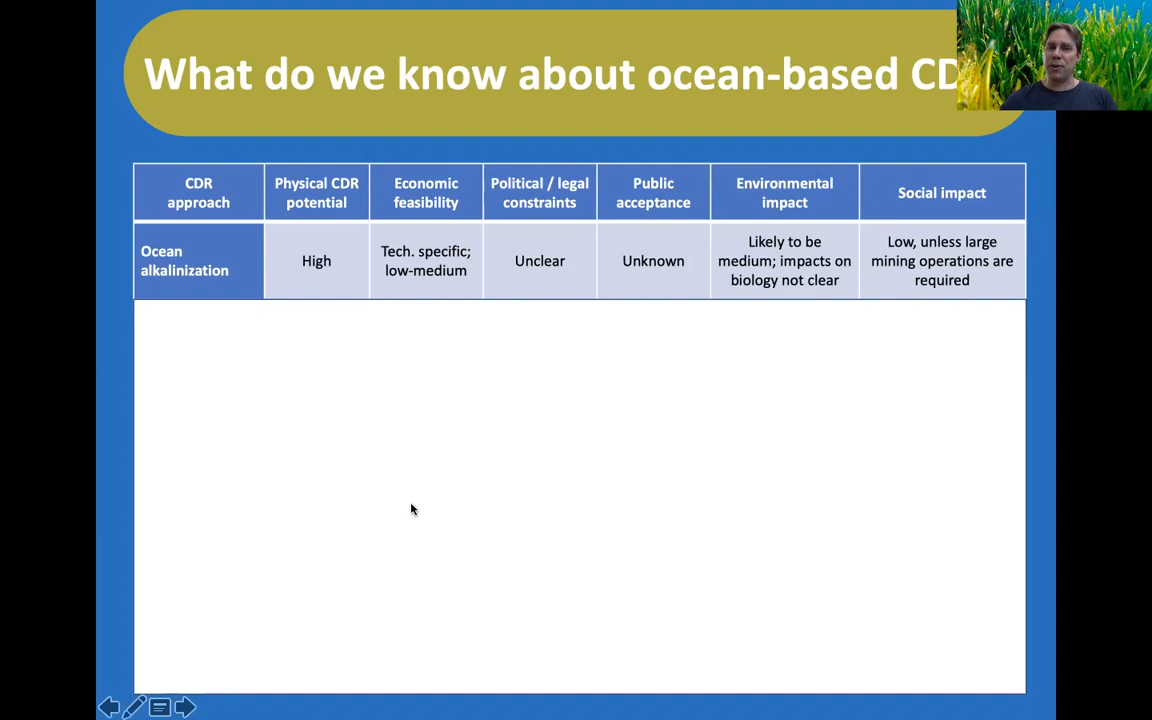 What do we know about ocean-based CD
CDR
approach
Physical CDR
potential
Economic
feasibility
Political / legal
constraints
Public
acceptance
Environmental
impact
Social impact
Ocean
alkalinization
High
Tech. specific;
low-medium
Unclear
Unknown
Likely to be
medium; impacts on
biology not clear
Low, unless large
mining operations are
required